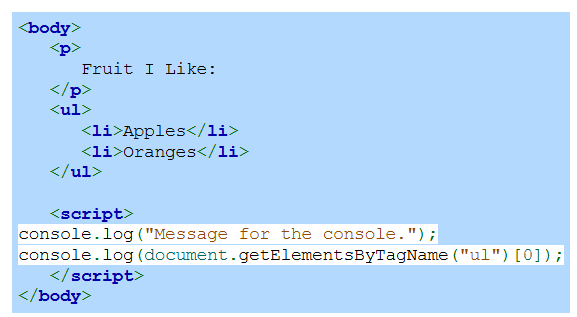 <body>
<p>
Fruit I Like:
</p>
<ul>
<li>Apples</li>
<li>Oranges</li>
</ul>
<script>
console.log("Message for the console.");
console.log(document.getElementsByTagName("ul")[0]);
</script>
</body>